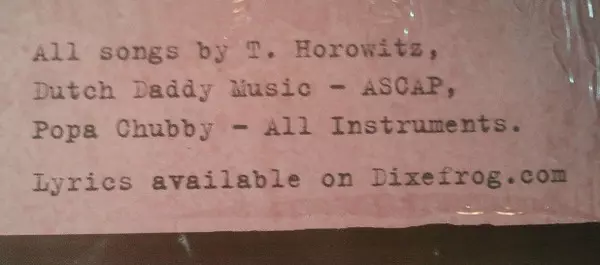 All songs by T. Horowitz,
Dutch Daddy Music - ASCAP,
Popa Chubby - All Instruments.
Lyrics available on Dixefrog.com